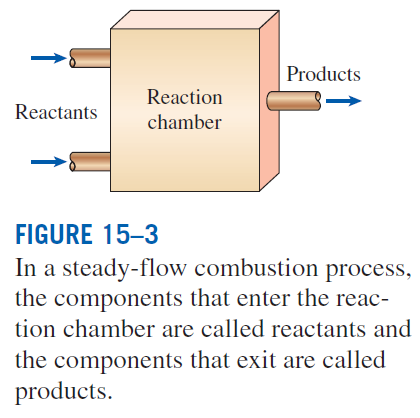 Products
Reaction
chamber
Reactants
FIGURE 15–3
In a steady-flow combustion process,
the components that enter the reac-
tion chamber are called reactants and
the components that exit are called
products.